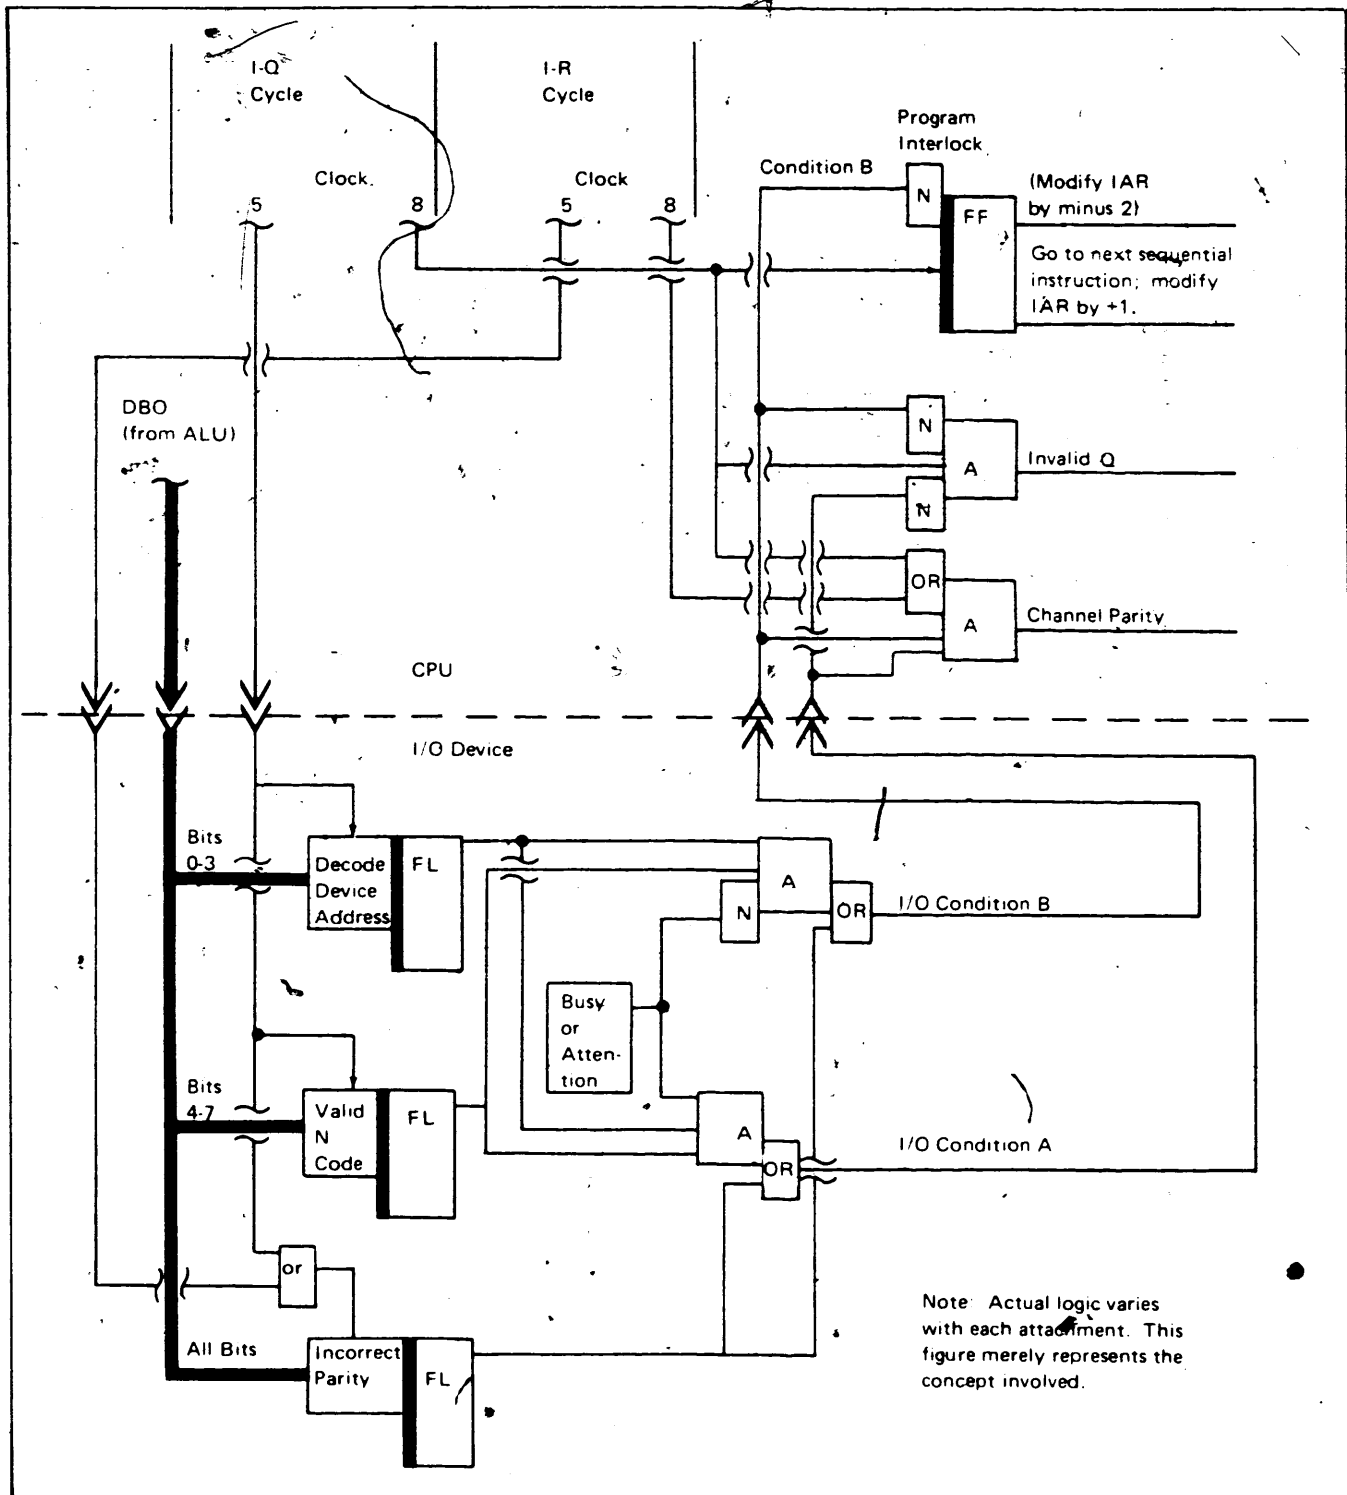 I-Q
Cycle
I-R
Cycle
Clock
5
8
Clock
5
8
Program
Interlock
Condition B
N
FF
(Modify IAR
by minus 2)
Go to next sequential
instruction; modify
IAR by +1.
DBO
(from ALU)
N
A
Invalid Q
N
OR
A
Channel Parity
CPU
I/O Device
Bits
0-3
Decode
Device
Address
FL
A
N
OR
I/O Condition B
Busy
or
Atten-
tion
Bits
4-7
Valid
N
Code
FL
A
OR
I/O Condition A
or
All Bits
Incorrect
Parity
FL
Note: Actual logic varies
with each attachment. This
figure merely represents the
concept involved.